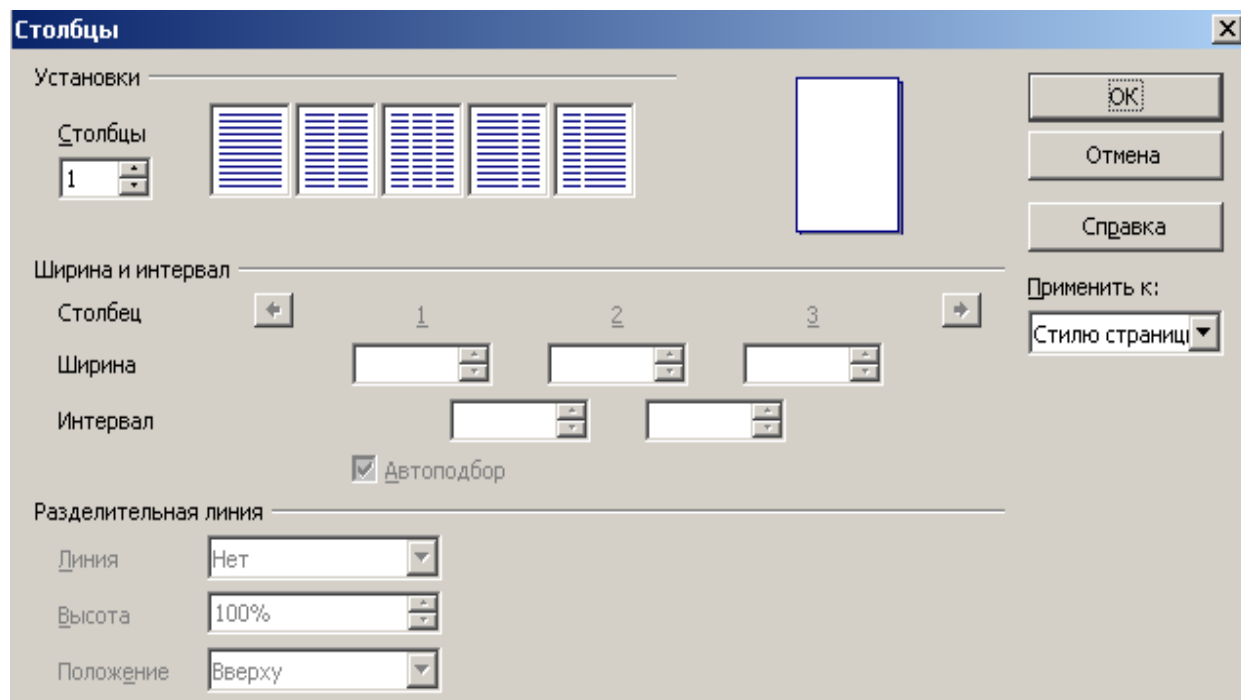 Столбцы
Установки
Столбцы
1
ОК
Отмена
Справка
Применить к:
Стилю страниц
Ширина и интервал
Столбец 1 2 3
Ширина
Интервал
Автоподбор
Разделительная линия
Линия Нет
Высота 100%
Положение Вверху